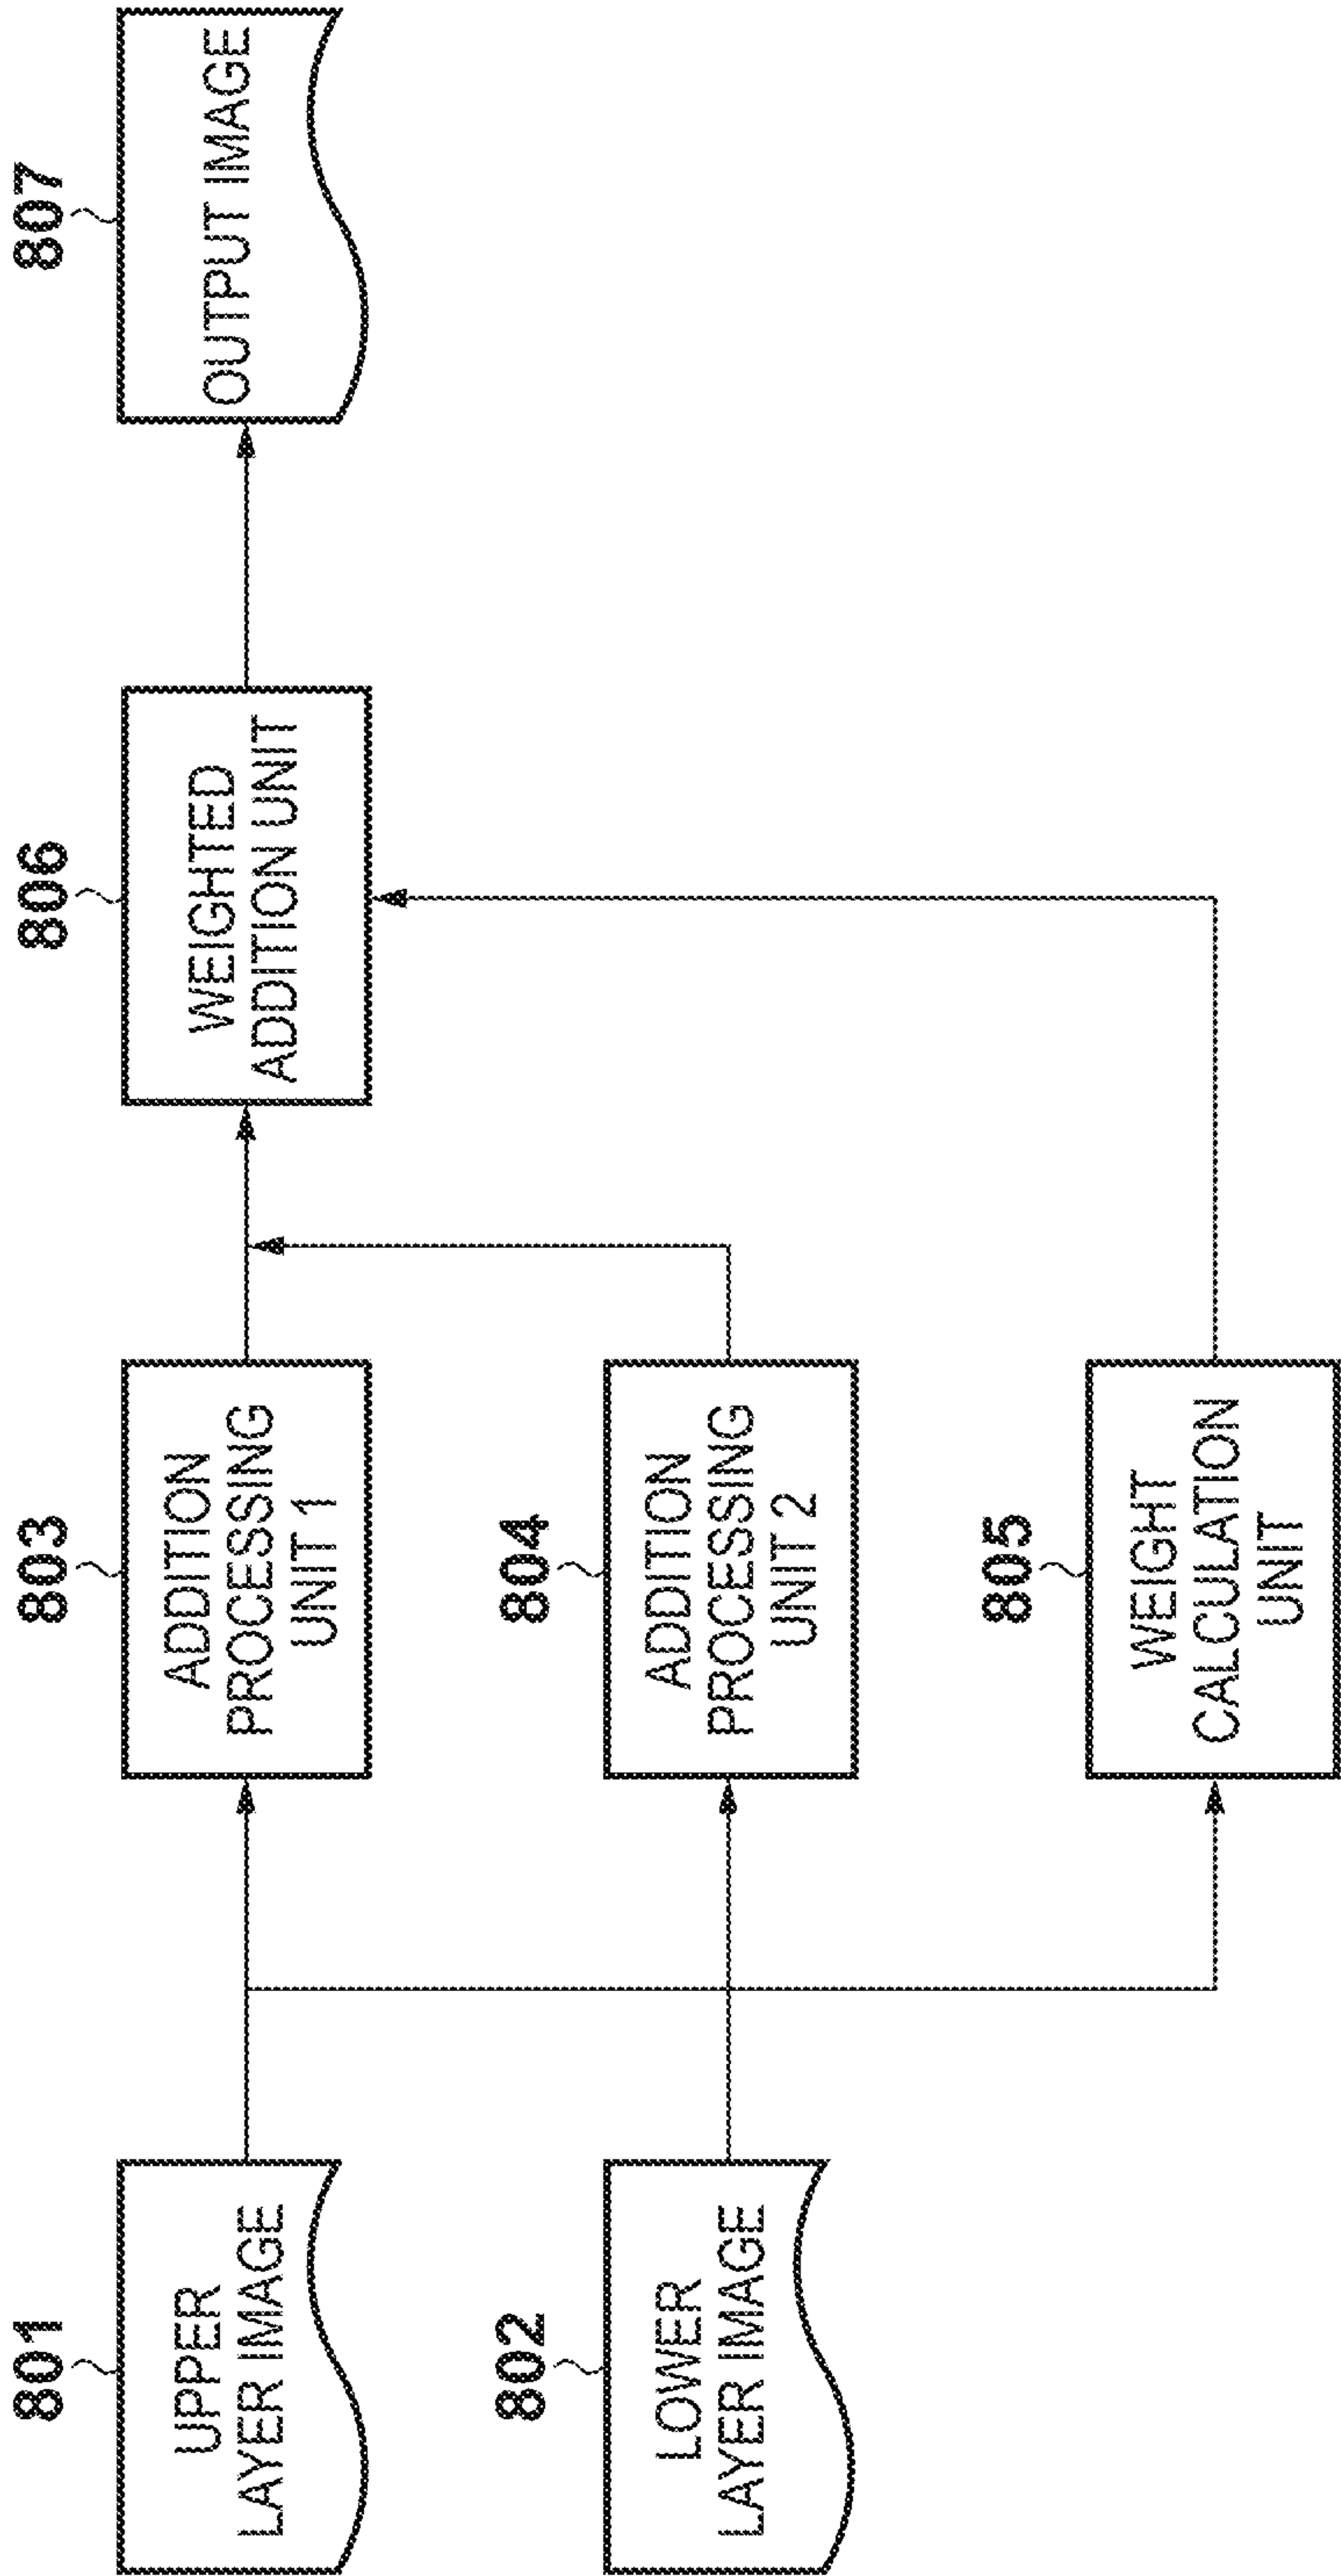 801
UPPER
LAYER IMAGE
802
LOWER
LAYER IMAGE
803
ADDITION
PROCESSING
UNIT 1
804
ADDITION
PROCESSING
UNIT 2
805
WEIGHT
CALCULATION
UNIT
806
WEIGHTED
ADDITION UNIT
807
OUTPUT IMAGE